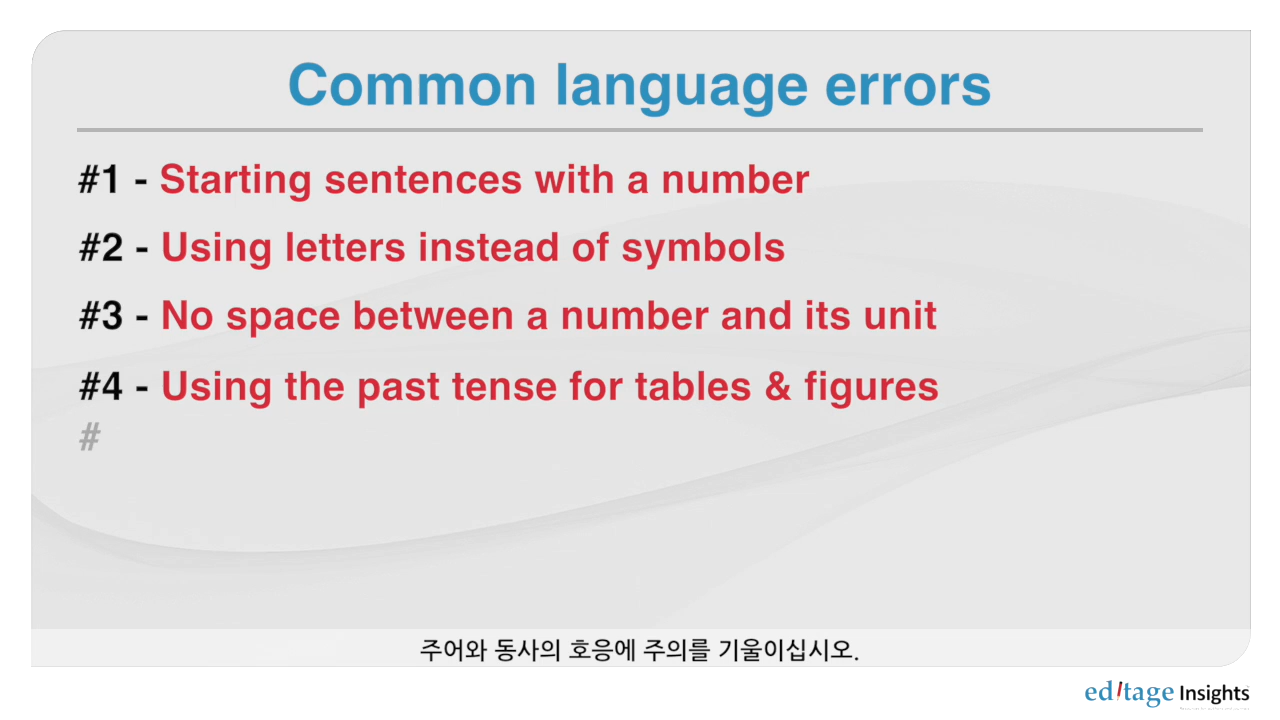 Common language errors
#1 - Starting sentences with a number
#2 - Using letters instead of symbols
#3 - No space between a number and its unit
#4 - Using the past tense for tables & figures
#
주어와 동사의 호응에 주의를 기울이십시오.
editage Insights